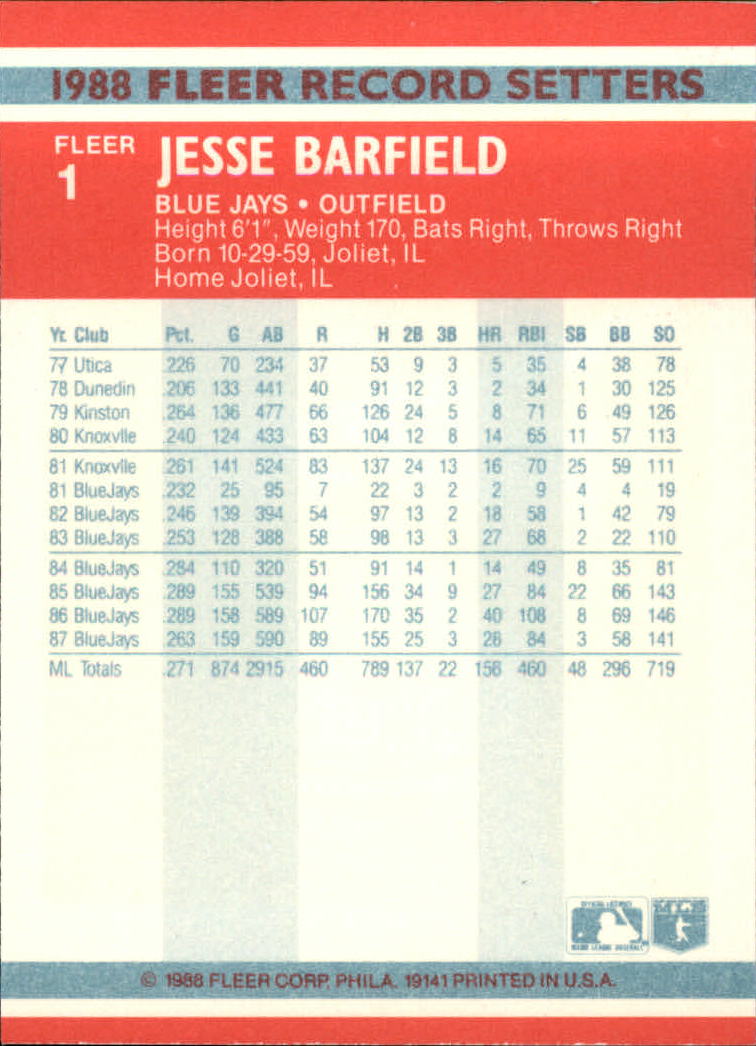 1988 FLEER RECORD SETTERS
FLEER
1
JESSE BARFIELD
BLUE JAYS • OUTFIELD
Height 6'1", Weight 170, Bats Right, Throws Right
Born 10-29-59, Joliet, IL
Home Joliet, IL
Yr. Club Pct. G AB R H 2B 3B HR RBI SB BB SO
77 Utica .226 70 234 37 53 9 3 5 35 4 38 78
78 Dunedin .206 133 441 40 91 12 3 2 34 1 30 125
79 Kinston .264 136 477 66 126 24 5 8 71 6 49 126
80 Knoxvlle .240 124 433 63 104 12 8 14 65 11 57 113
81 Knoxvlle .261 141 524 83 137 24 13 16 70 25 59 111
81 BlueJays .232 25 95 7 22 3 2 2 9 4 4 19
82 BlueJays .246 139 394 54 97 13 2 18 58 1 42 79
83 BlueJays .253 128 388 58 98 13 3 27 68 2 22 110
84 BlueJays .284 110 320 51 91 14 1 14 49 8 35 81
85 BlueJays .289 155 539 94 156 34 9 27 84 22 66 143
86 BlueJays .289 158 589 107 170 35 2 40 108 8 69 146
87 BlueJays .263 159 590 89 155 25 3 28 84 3 58 141
ML Totals .271 874 2915 460 789 137 22 156 460 48 296 719
© 1988 FLEER CORP. PHILA. 19141 PRINTED IN U.S.A.